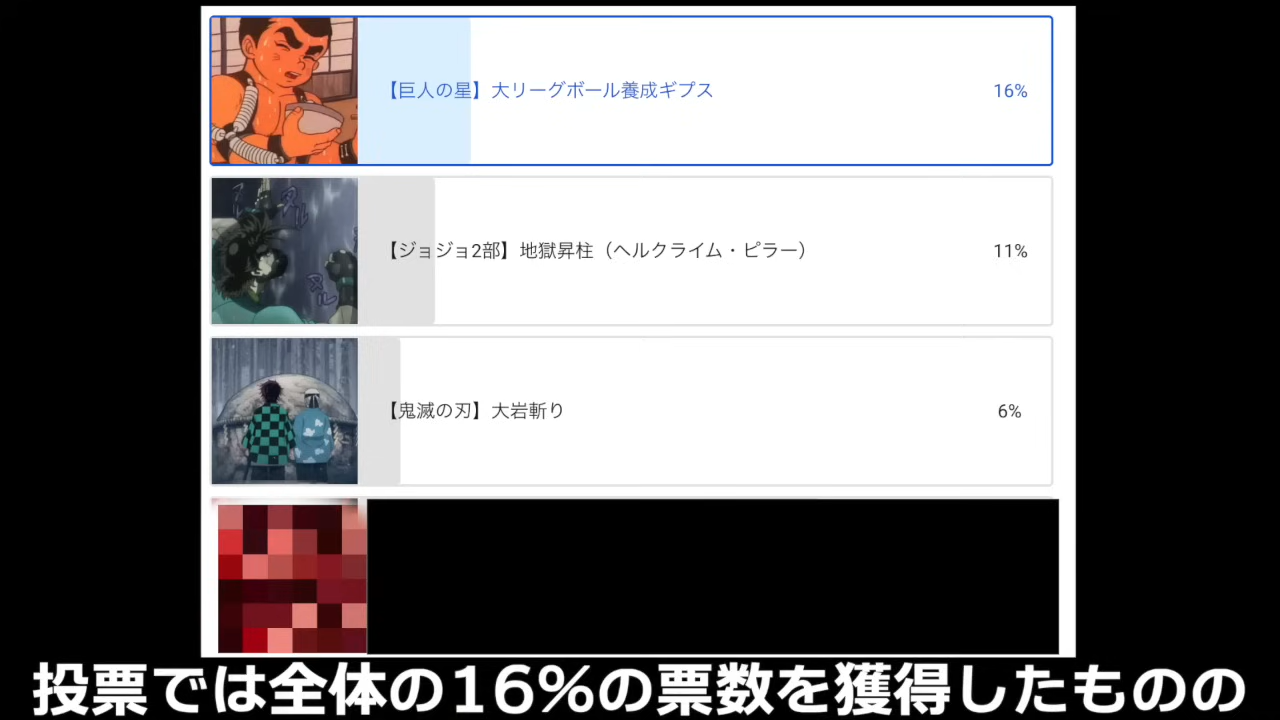 【巨人の星】大リーグボール養成ギプス
16%
【ジョジョ2部】地獄昇柱（ヘルクライム・ピラー）
11%
【鬼滅の刃】大岩斬り
6%
投票では全体の16%の票数を獲得したものの